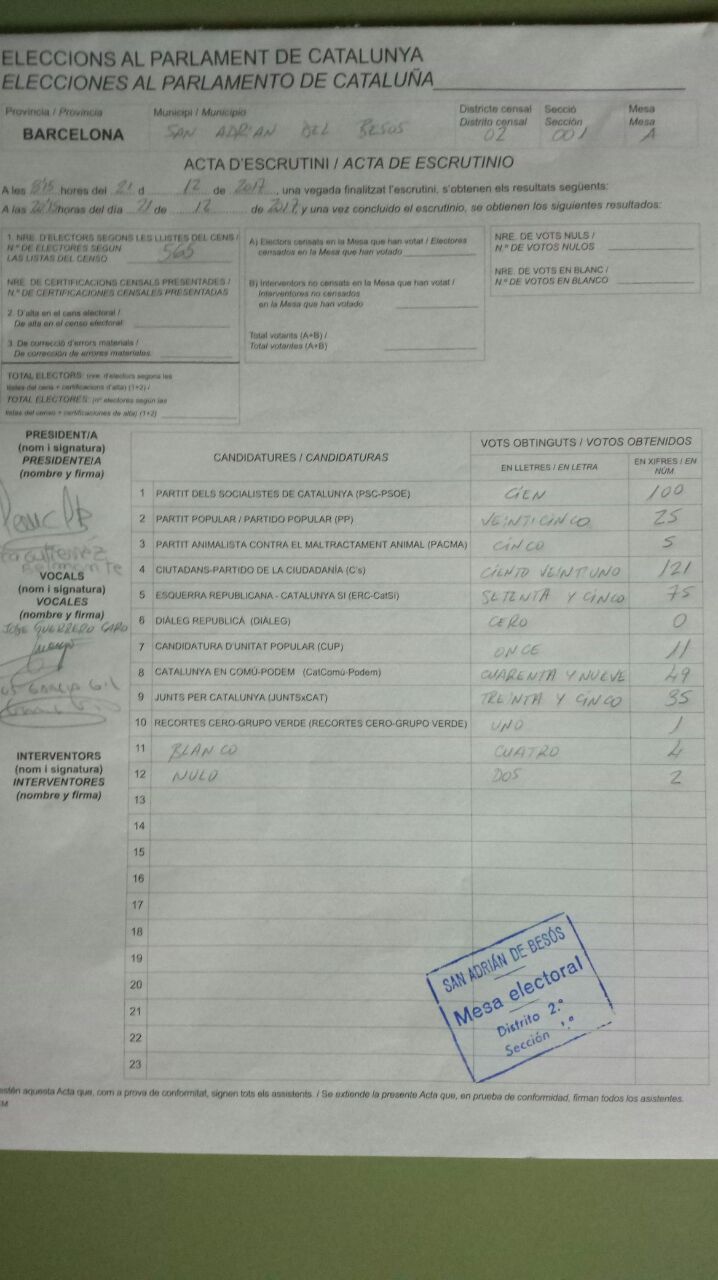 ELECCIONS AL PARLAMENT DE CATALUNYA
ELECCIONES AL PARLAMENTO DE CATALUÑA
Província / Provincia
BARCELONA
Municipi / Municipio
SAN ADRIAN DEL BESOS
Districte censal
Distrito censal
02
Secció
Sección
001
Mesa
Mesa
A
ACTA D'ESCRUTINI / ACTA DE ESCRUTINIO
A les hores del 21 d 12 de 2017, una vegada finalitzat l'escrutini, s'obtenen els resultats següents:
A las horas del día 21 de 12 de 2017, y una vez concluido el escrutinio, se obtienen los siguientes resultados:
1. NRE. D'ELECTORS SEGONS LES LLISTES DEL CENS /
N.º DE ELECTORES SEGÚN
LAS LISTAS DEL CENSO 565
NRE. DE CERTIFICACIONS CENSALS PRESENTADES /
N.º DE CERTIFICACIONES CENSALES PRESENTADAS
2. D'alta en el cens electoral /
De alta en el censo electoral
3. De correcció d'errors materials /
De corrección de errores materiales
TOTAL ELECTORS: (nre. d'electors segons les
llistes del cens + certificacions d'alta) (1+2) /
TOTAL ELECTORES: (nº electores según las
listas del censo + certificaciones de alta) (1+2)
A) Electors censats en la Mesa que han votat / Electores
censados en la Mesa que han votado
B) Interventors no censats en la Mesa que han votat /
Interventores no censados
en la Mesa que han votado
Total votants (A+B) /
Total votantes (A+B)
NRE. DE VOTS NULS /
N.º DE VOTOS NULOS
NRE. DE VOTS EN BLANC /
N.º DE VOTOS EN BLANCO
PRESIDENT/A
(nom i signatura)
PRESIDENTE/A
(nombre y firma)
Gutierrez
Belmonte
VOCALS
(nom i signatura)
VOCALES
(nombre y firma)
JOSE GUERRERO CARO
INTERVENTORS
(nom i signatura)
INTERVENTORES
(nombre y firma)
CANDIDATURES / CANDIDATURAS
VOTS OBTINGUTS / VOTOS OBTENIDOS
EN LLETRES / EN LETRA
EN XIFRES / EN NÚM
1 PARTIT DELS SOCIALISTES DE CATALUNYA (PSC-PSOE) CIEN 100
2 PARTIT POPULAR / PARTIDO POPULAR (PP) VEINTICINCO 25
3 PARTIT ANIMALISTA CONTRA EL MALTRACTAMENT ANIMAL (PACMA) CINCO 5
4 CIUTADANS-PARTIDO DE LA CIUDADANÍA (C's) CIENTO VEINTIUNO 121
5 ESQUERRA REPUBLICANA - CATALUNYA SI (ERC-CatSí) SETENTA Y CINCO 75
6 DIÀLEG REPUBLICÀ (DIÀLEG) CERO 0
7 CANDIDATURA D'UNITAT POPULAR (CUP) ONCE 11
8 CATALUNYA EN COMÚ-PODEM (CatComú-Podem) CUARENTA Y NUEVE 49
9 JUNTS PER CATALUNYA (JUNTSxCAT) TREINTA Y CINCO 35
10 RECORTES CERO-GRUPO VERDE (RECORTES CERO-GRUPO VERDE) UNO 1
11 BLANCO CUATRO 4
12 NULO DOS 2
13
14
15
16
17
18
19
20
21
22
23
SAN ADRIÁN DE BESÓS
Mesa electoral
Distrito 2.º
Sección 1.ª
estén aquesta Acta que, com a prova de conformitat, signen tots els assistents. / Se extiende la presente Acta que, en prueba de conformidad, firman todos los asistentes.